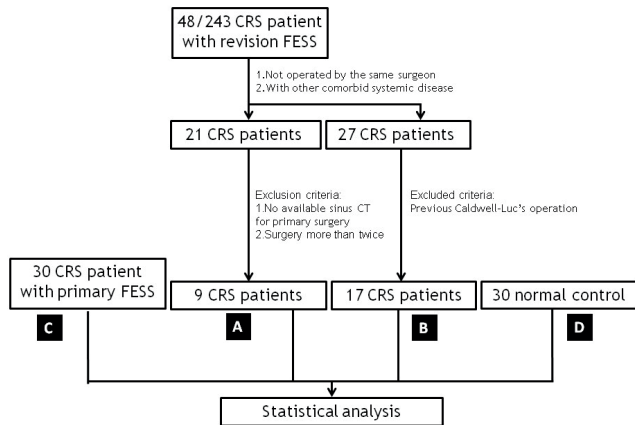 48/243 CRS patient
with revision FESS
1.Not operated by the same surgeon
2.With other comorbid systemic disease
21 CRS patients
27 CRS patients
Exclusion criteria:
1.No available sinus CT
for primary surgery
2.Surgery more than twice
Excluded criteria:
Previous Caldwell-Luc's operation
30 CRS patient
with primary FESS
9 CRS patients
17 CRS patients
30 normal control
C
A
B
D
Statistical analysis